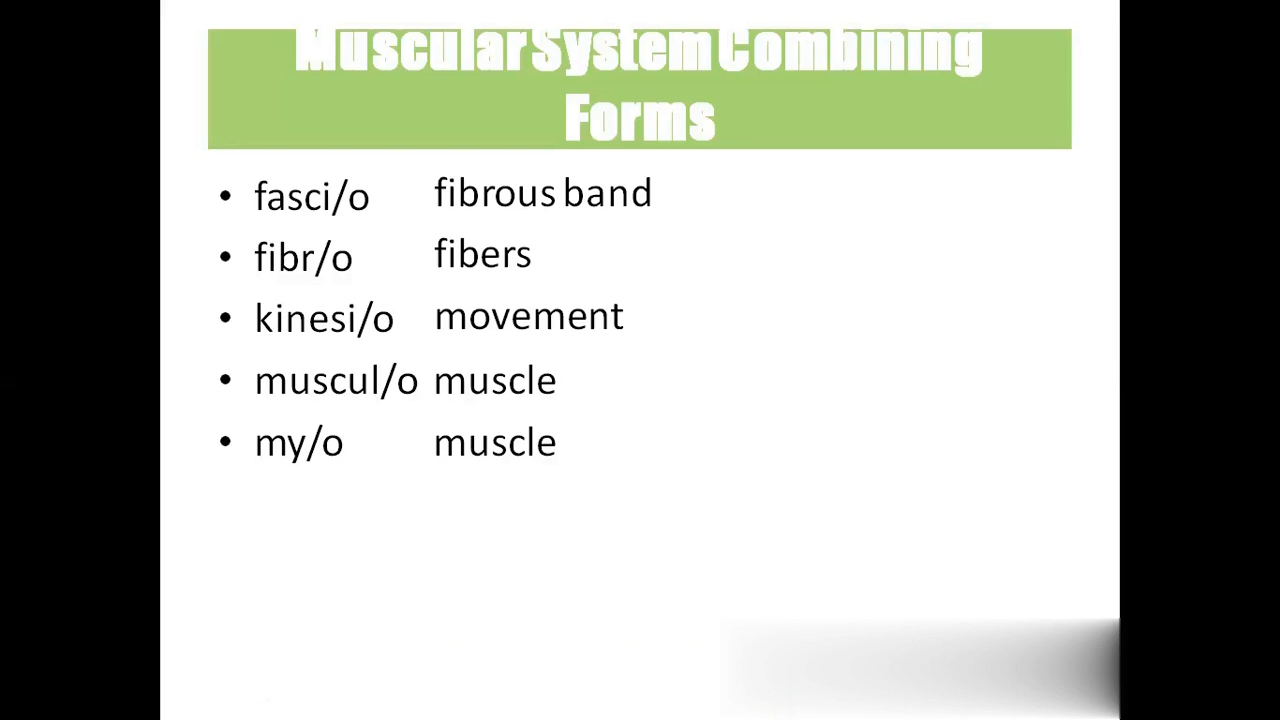 Muscular System Combining
Forms
• fasci/o fibrous band
• fibr/o fibers
• kinesi/o movement
• muscul/o muscle
• my/o muscle